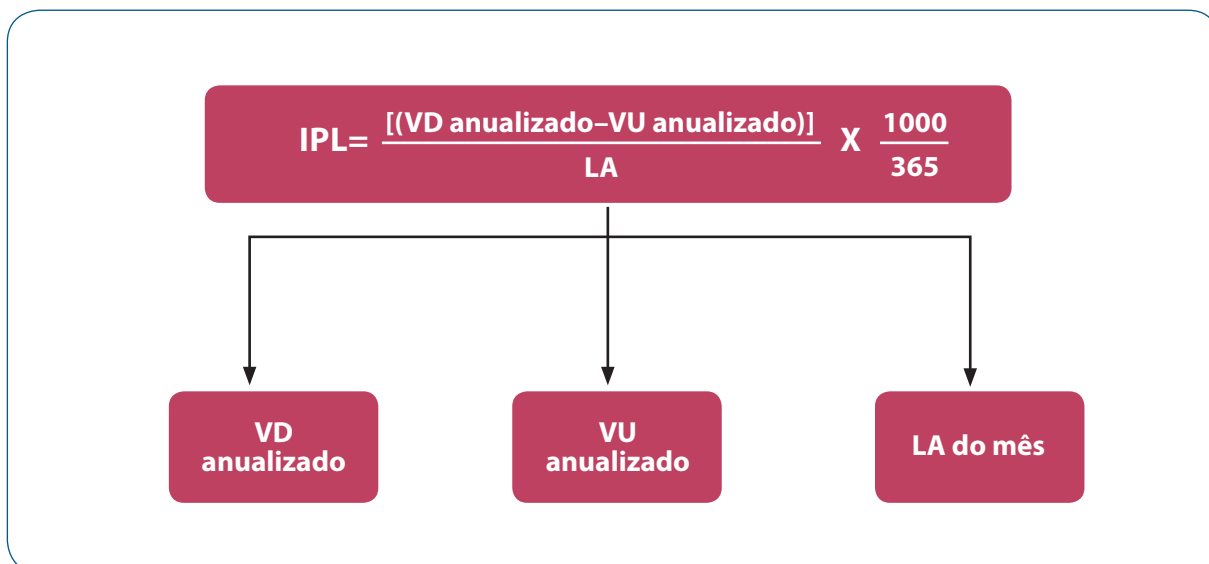 [(VD anualizado–VU anualizado)]
IPL=
X
1000
LA
365
VD
anualizado
VU
anualizado
LA do mês